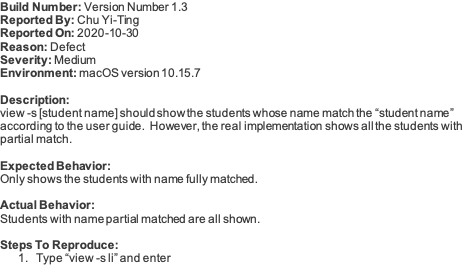 Build Number: Version Number 1.3
Reported By: Chu Yi-Ting
Reported On: 2020-10-30
Reason: Defect
Severity: Medium
Environment: macOS version 10.15.7
Description:
view -s [student name] should show the students whose name match the “student name”
according to the user guide. However, the real implementation shows all the students with
partial match.
Expected Behavior:
Only shows the students with name fully matched.
Actual Behavior:
Students with name partial matched are all shown.
Steps To Reproduce:
1. Type “view -s li” and enter